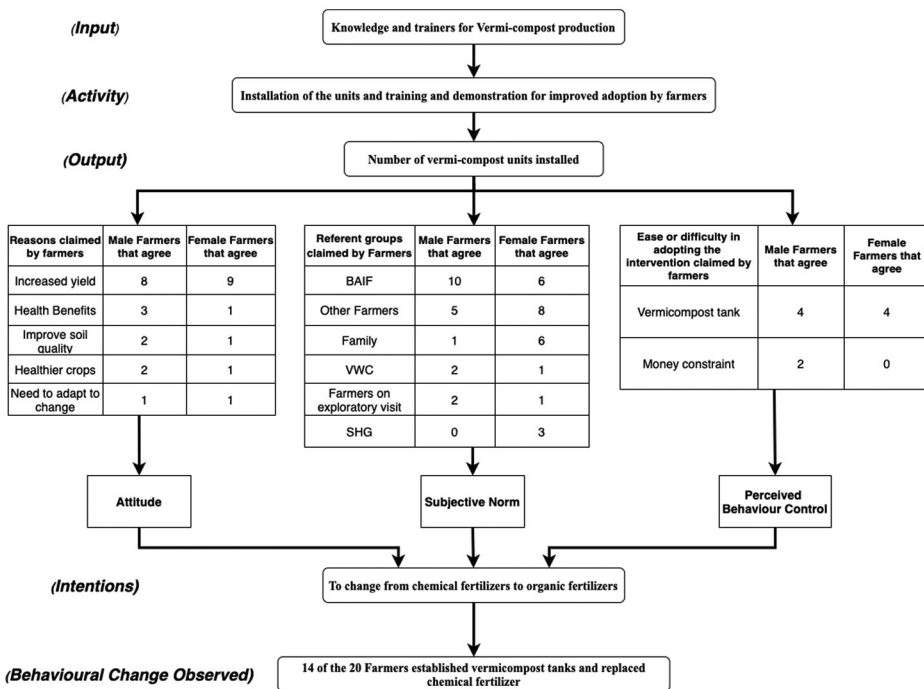 (Input)
Knowledge and trainers for Vermi-compost production
(Activity)
Installation of the units and training and demonstration for improved adoption by farmers
(Output)
Number of vermi-compost units installed
Reasons claimed
by farmers
Male Farmers
that agree
Female Farmers
that agree
Increased yield
8
9
Health Benefits
3
1
Improve soil
quality
2
1
Healthier crops
2
1
Need to adapt to
change
1
1
Referent groups
claimed by Farmers
Male Farmers
that agree
Female Farmers
that agree
BAIF
10
6
Other Farmers
5
8
Family
1
6
VWC
2
1
Farmers on
exploratory visit
2
1
SHG
0
3
Ease or difficulty in
adopting the
intervention claimed by
farmers
Male Farmers
that agree
Female
Farmers that
agree
Vermicompost tank
4
4
Money constraint
2
0
Attitude
Subjective Norm
Perceived
Behaviour Control
(Intentions)
To change from chemical fertilizers to organic fertilizers
(Behavioural Change Observed)
14 of the 20 Farmers established vermicompost tanks and replaced
chemical fertilizer